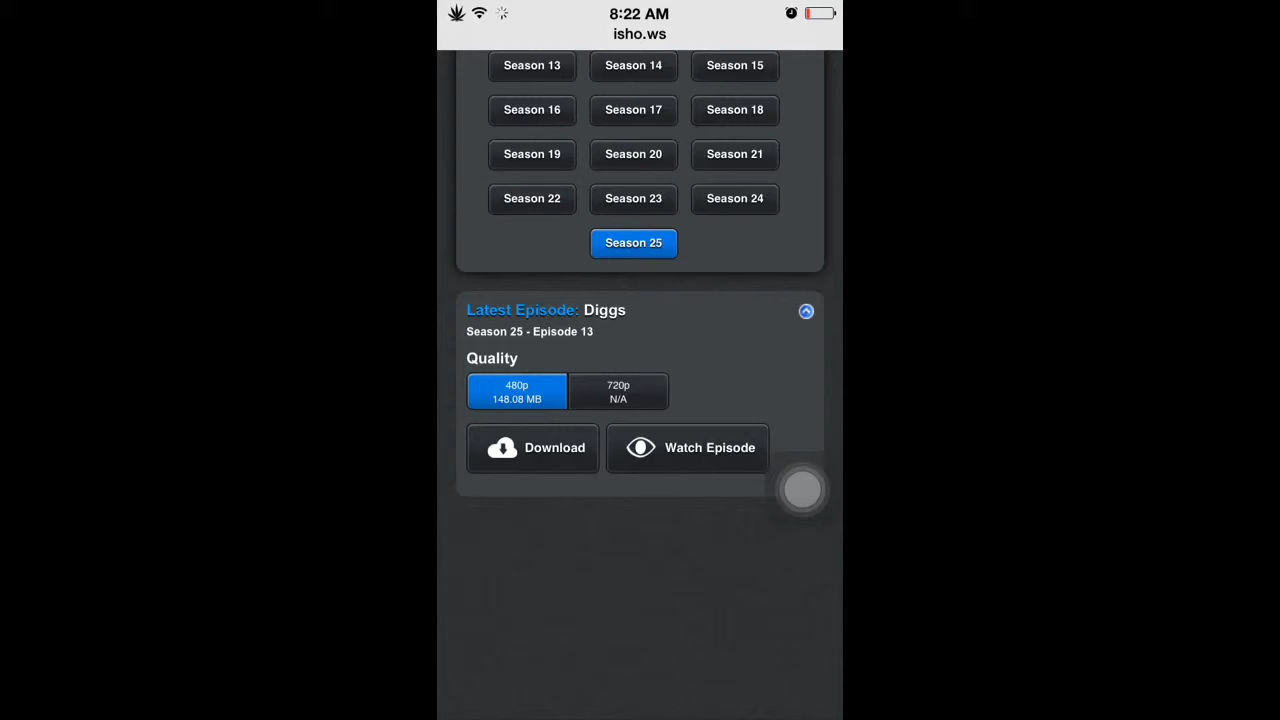 8:22 AM
isho.ws
Season 13 Season 14 Season 15
Season 16 Season 17 Season 18
Season 19 Season 20 Season 21
Season 22 Season 23 Season 24
Season 25
Latest Episode: Diggs
Season 25 - Episode 13
Quality
480p 720p
148.08 MB N/A
Download Watch Episode